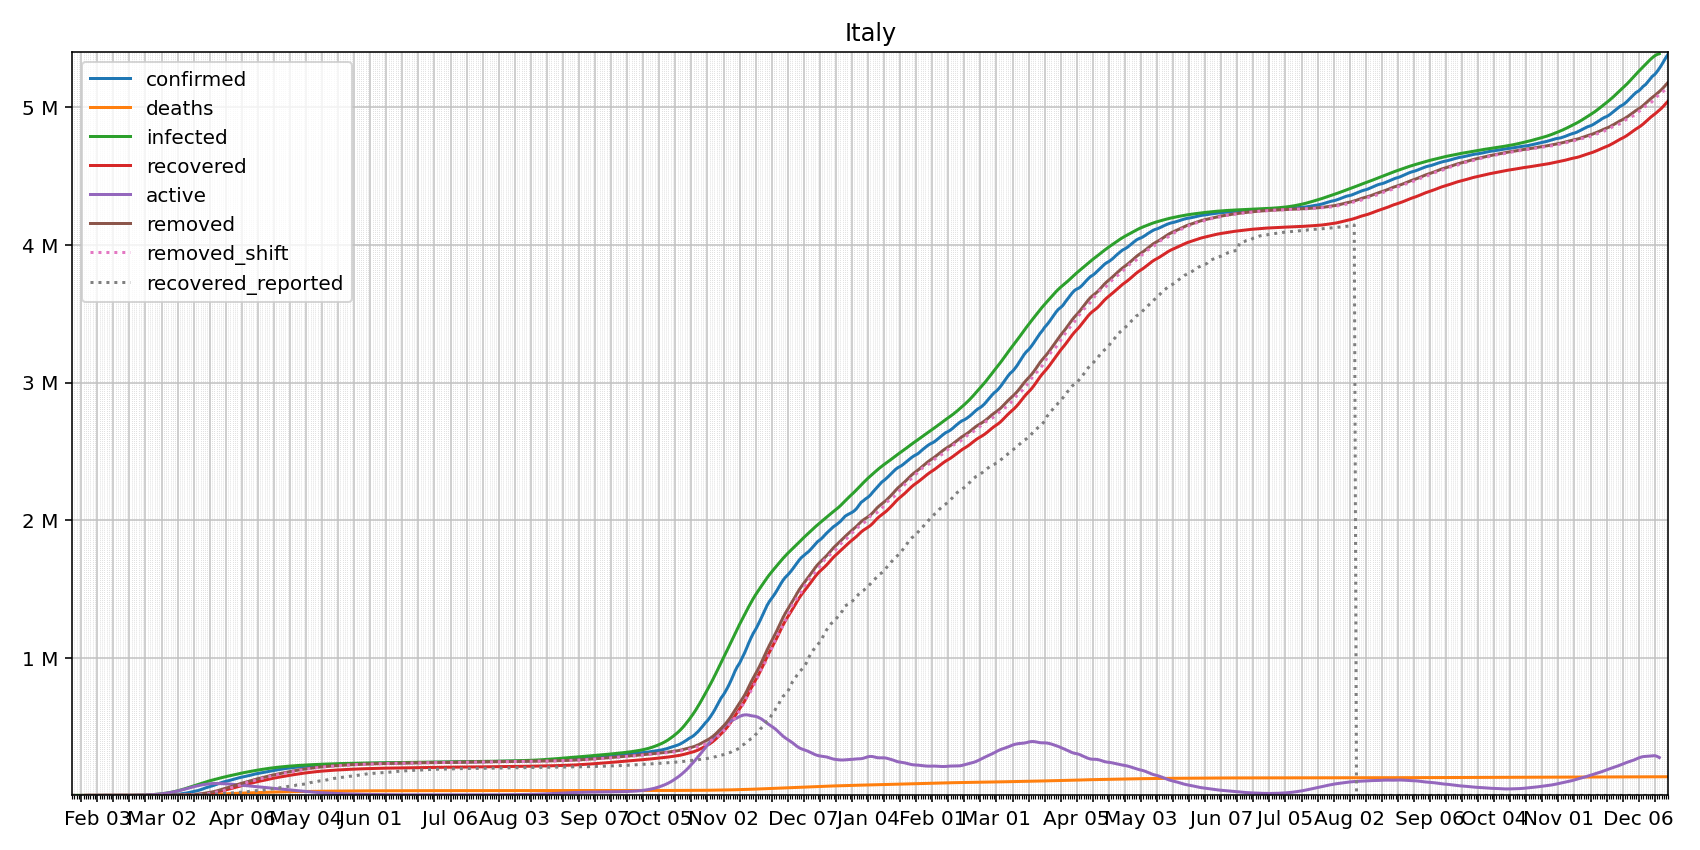 Italy
confirmed
deaths
infected
recovered
active
removed
removed_shift
recovered_reported
5 M
4 M
3 M
2 M
1 M
Feb 03 Mar 02 Apr 06 May 04 Jun 01 Jul 06 Aug 03 Sep 07 Oct 05 Nov 02 Dec 07 Jan 04 Feb 01 Mar 01 Apr 05 May 03 Jun 07 Jul 05 Aug 02 Sep 06 Oct 04 Nov 01 Dec 06